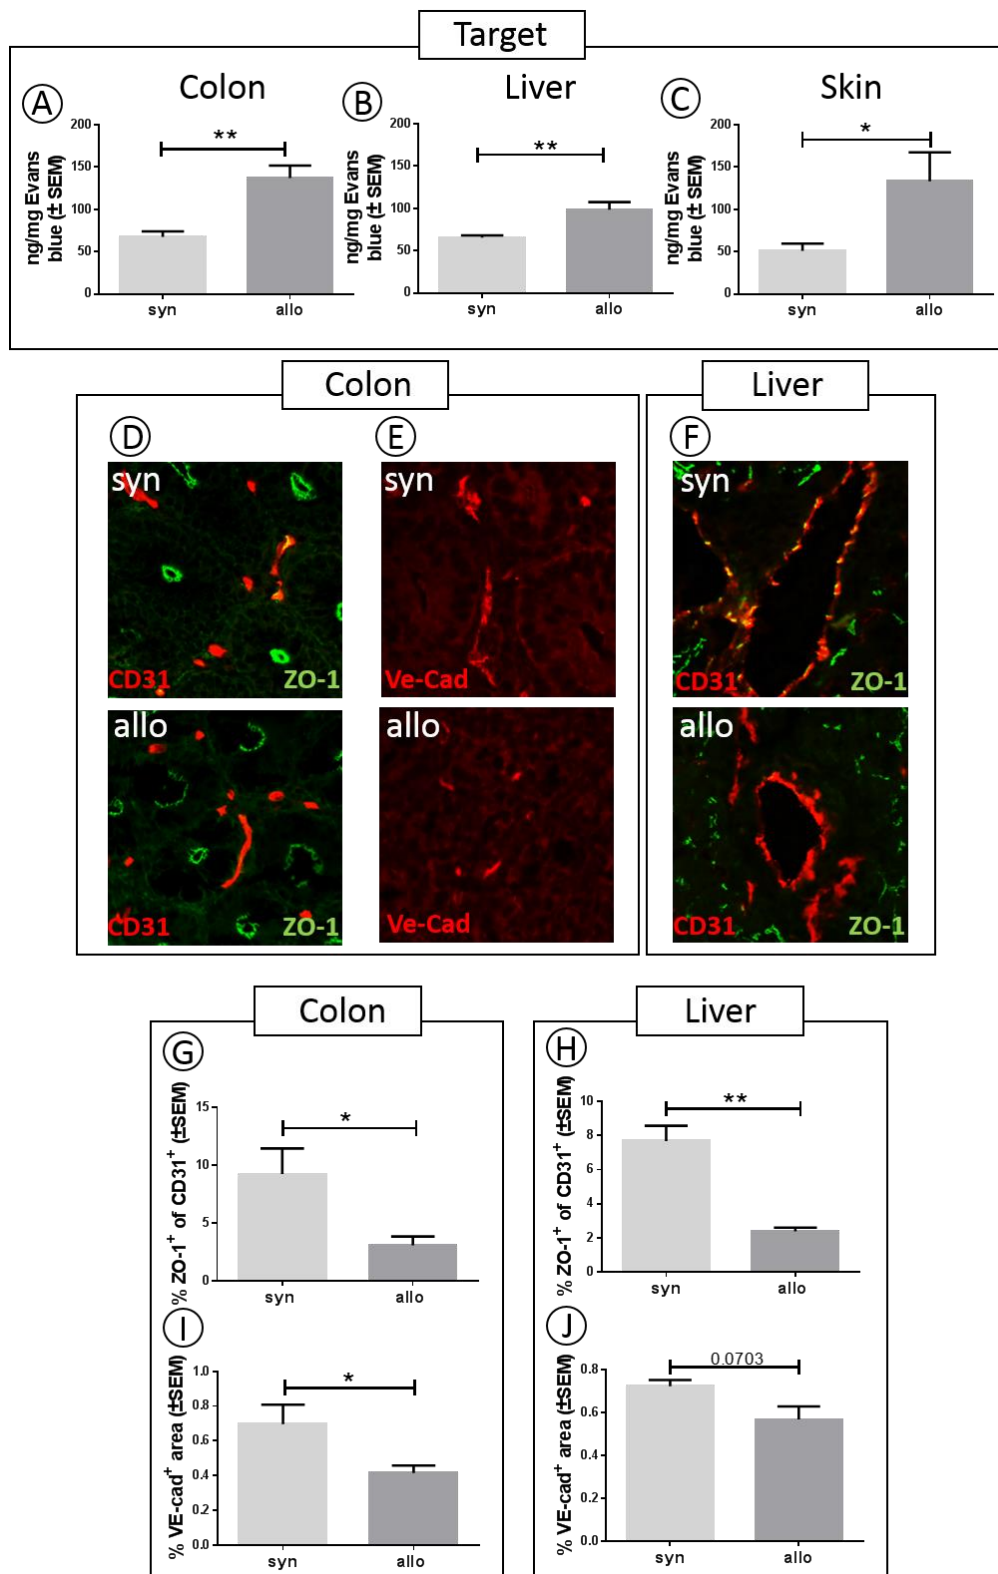 Target
A Colon
B Liver
C Skin
ng/mg Evans
blue (± SEM)
200
150
100
50
0
**
syn allo
ng/mg Evans
blue (± SEM)
200
150
100
50
0
**
syn allo
ng/mg Evans
blue (± SEM)
200
150
100
50
0
*
syn allo
Colon
D
syn
CD31 ZO-1
allo
CD31 ZO-1
E
syn
Ve-Cad
allo
Ve-Cad
Liver
F
syn
CD31 ZO-1
allo
CD31 ZO-1
Colon
G
% ZO-1+ of CD31+ (±SEM)
15
10
5
0
*
syn allo
I
% VE-cad+ area (±SEM)
1.0
0.8
0.6
0.4
0.2
0.0
*
syn allo
Liver
H
% ZO-1+ of CD31+ (±SEM)
10
8
6
4
2
0
**
syn allo
J
% VE-cad+ area (±SEM)
0.8
0.6
0.4
0.2
0.0
0.0703
syn allo